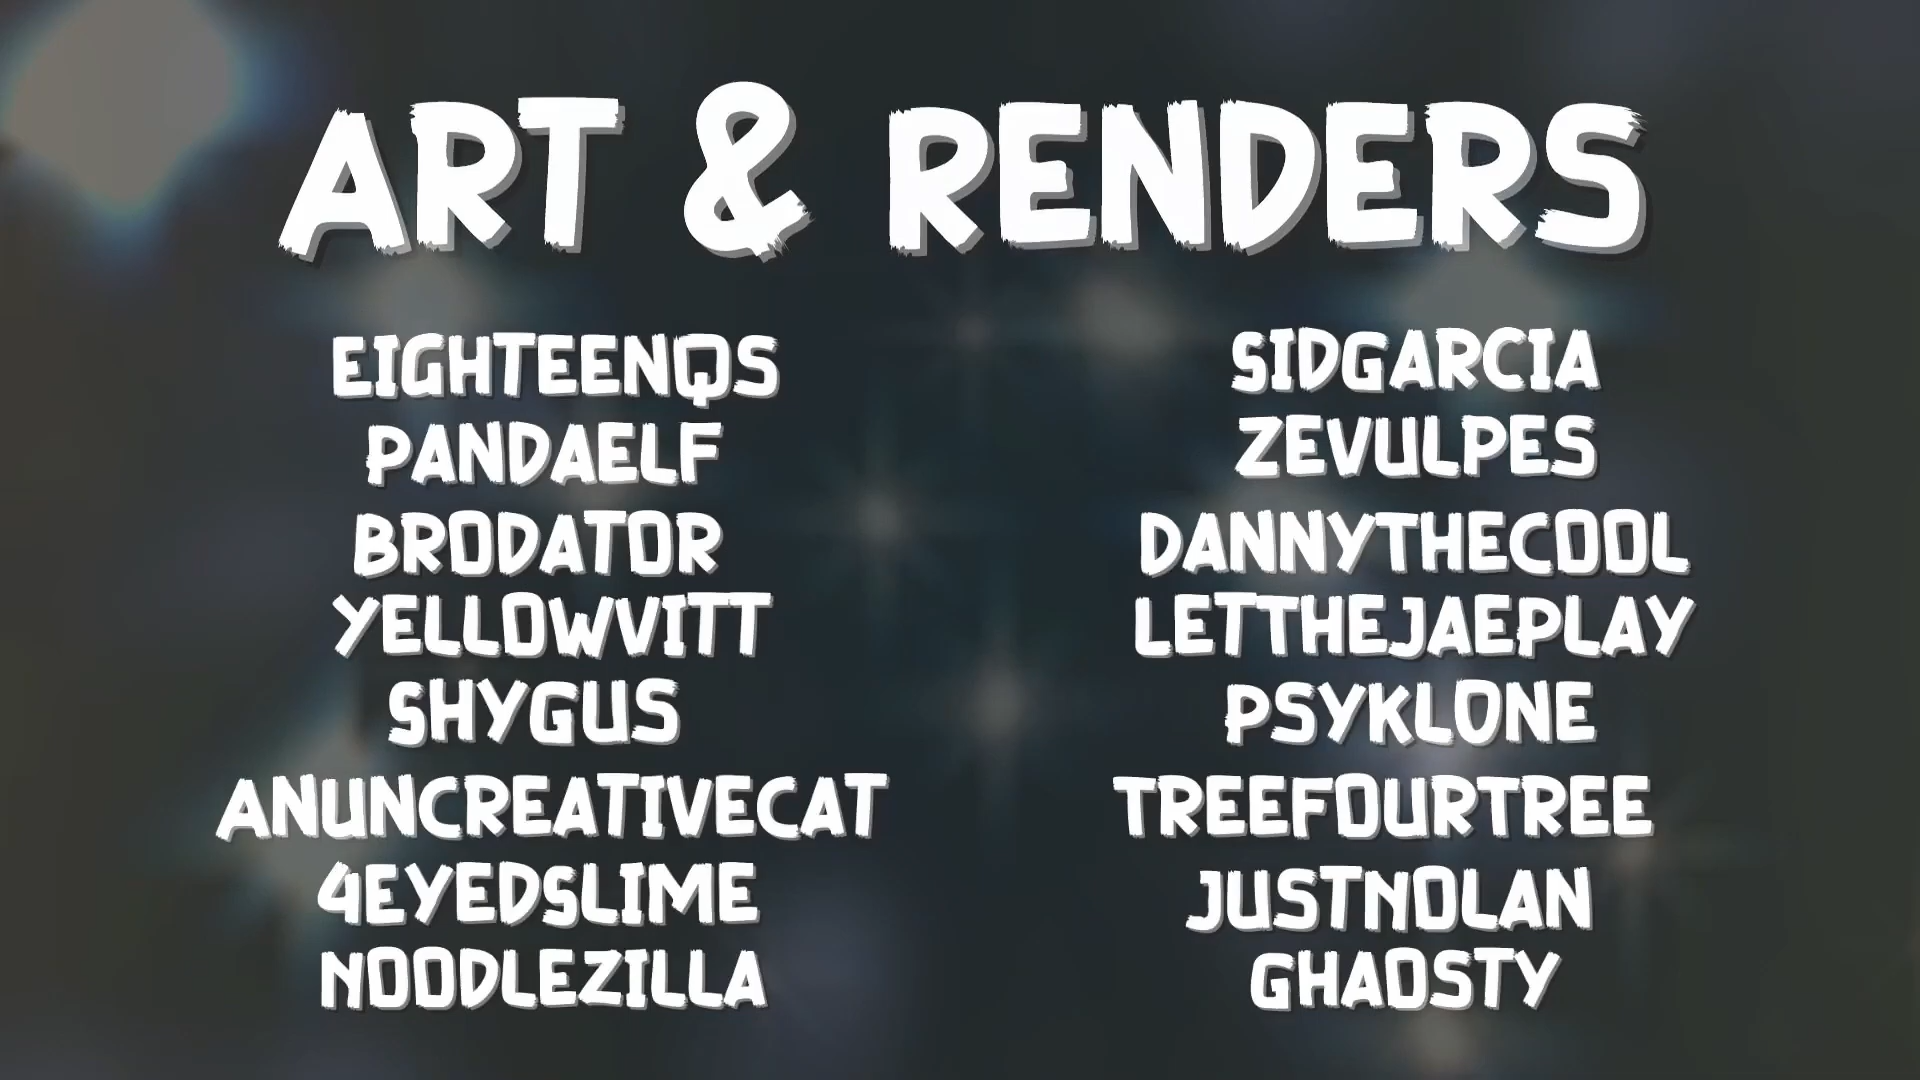 ART & RENDERS
EIGHTEENQS
PANDAELF
BRODATOR
YELLOWVITT
SHYGUS
ANUNCREATIVECAT
4EYEDSLIME
NOODLEZILLA
SIDGARCIA
ZEVULPES
DANNYTHECOOL
LETTHEJAEPLAY
PSYKLONE
TREEFOURTREE
JUSTNOLAN
GHAOSTY